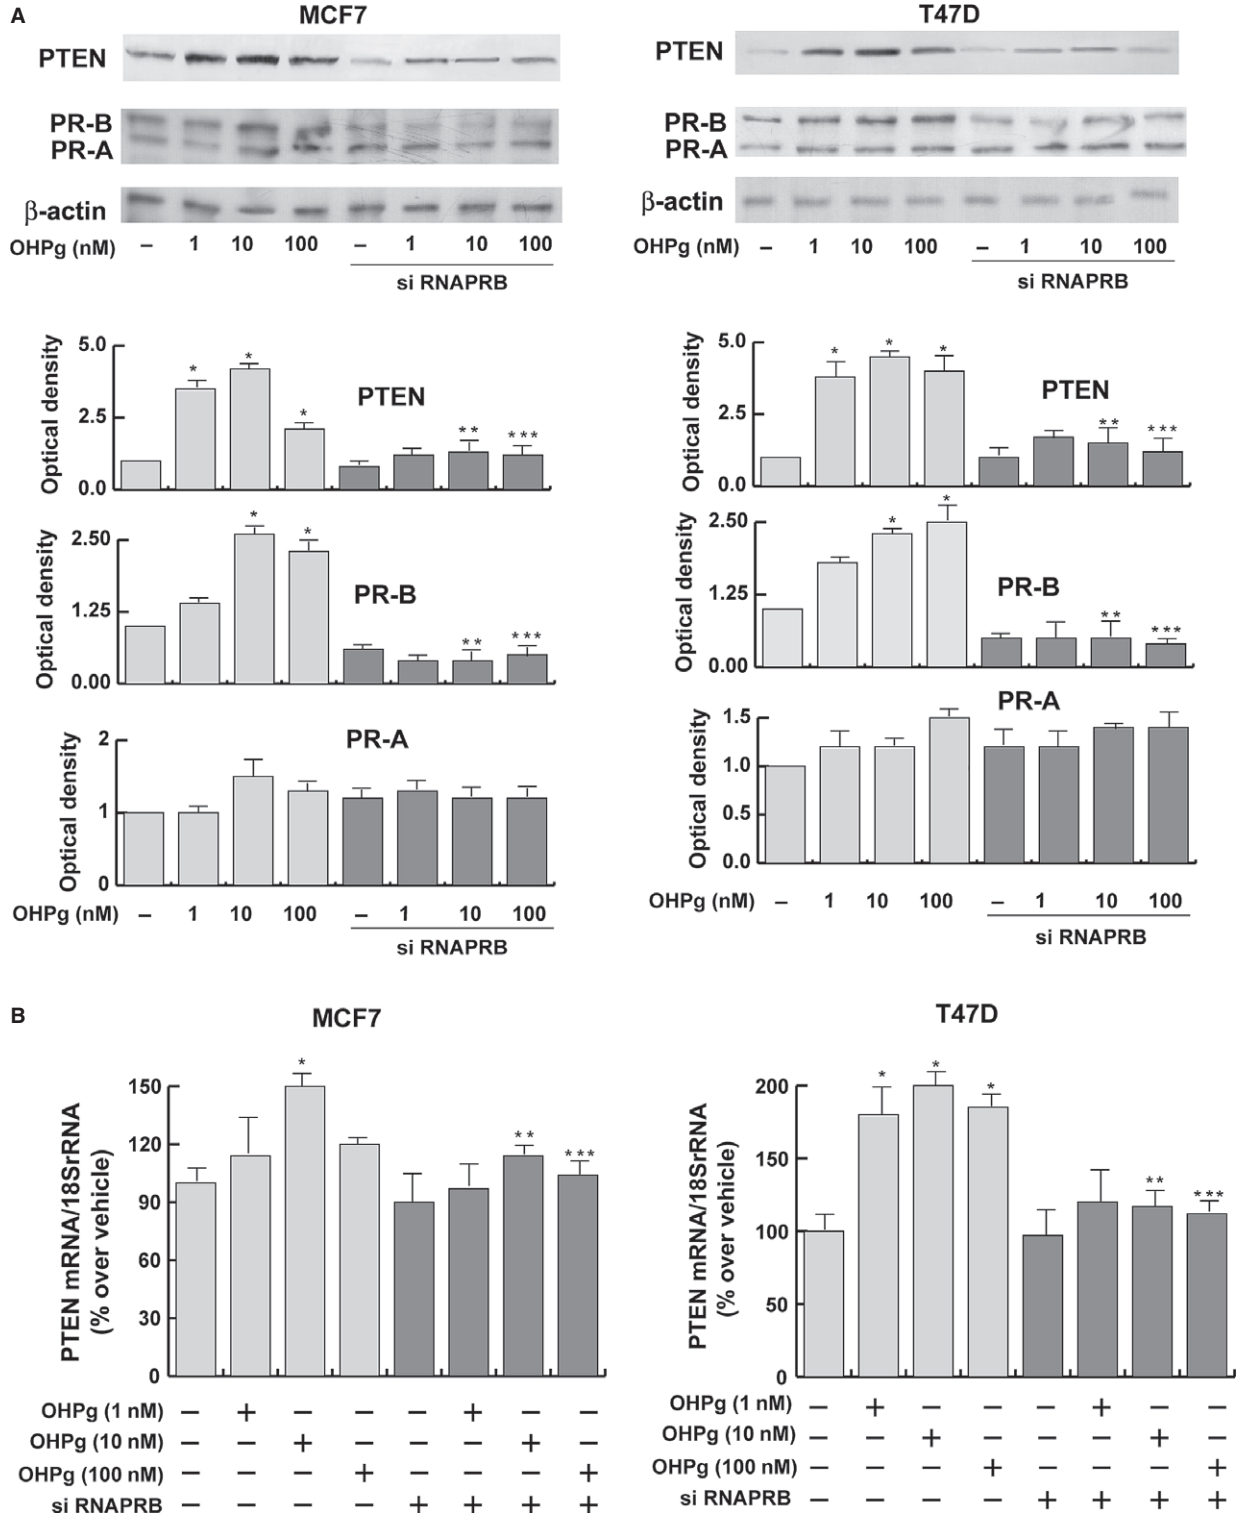 A
MCF7
PTEN
PR-B
PR-A
β-actin
OHPg (nM) – 1 10 100 – 1 10 100
si RNAPRB
T47D
PTEN
PR-B
PR-A
β-actin
OHPg (nM) – 1 10 100 – 1 10 100
si RNAPRB
Optical density
5.0
2.5
0.0
PTEN
* * * ** ***
Optical density
2.50
1.25
0.00
PR-B
* * ** ***
Optical density
2
1
0
PR-A
OHPg (nM) – 1 10 100 – 1 10 100
si RNAPRB
Optical density
5.0
2.5
0.0
PTEN
* * * ** ***
Optical density
2.50
1.25
0.00
PR-B
* * ** ***
Optical density
1.5
1.0
0.5
0.0
PR-A
OHPg (nM) – 1 10 100 – 1 10 100
si RNAPRB
B
MCF7
PTEN mRNA/18SrRNA
(% over vehicle)
150
120
90
60
30
0
* ** ***
OHPg (1 nM) – + – – – + – –
OHPg (10 nM) – – + – – – + –
OHPg (100 nM) – – – + – – – +
si RNAPRB – – – – + + + +
T47D
PTEN mRNA/18SrRNA
(% over vehicle)
200
150
100
50
0
* * * ** ***
OHPg (1 nM) – + – – – + – –
OHPg (10 nM) – – + – – – + –
OHPg (100 nM) – – – + – – – +
si RNAPRB – – – – + + + +